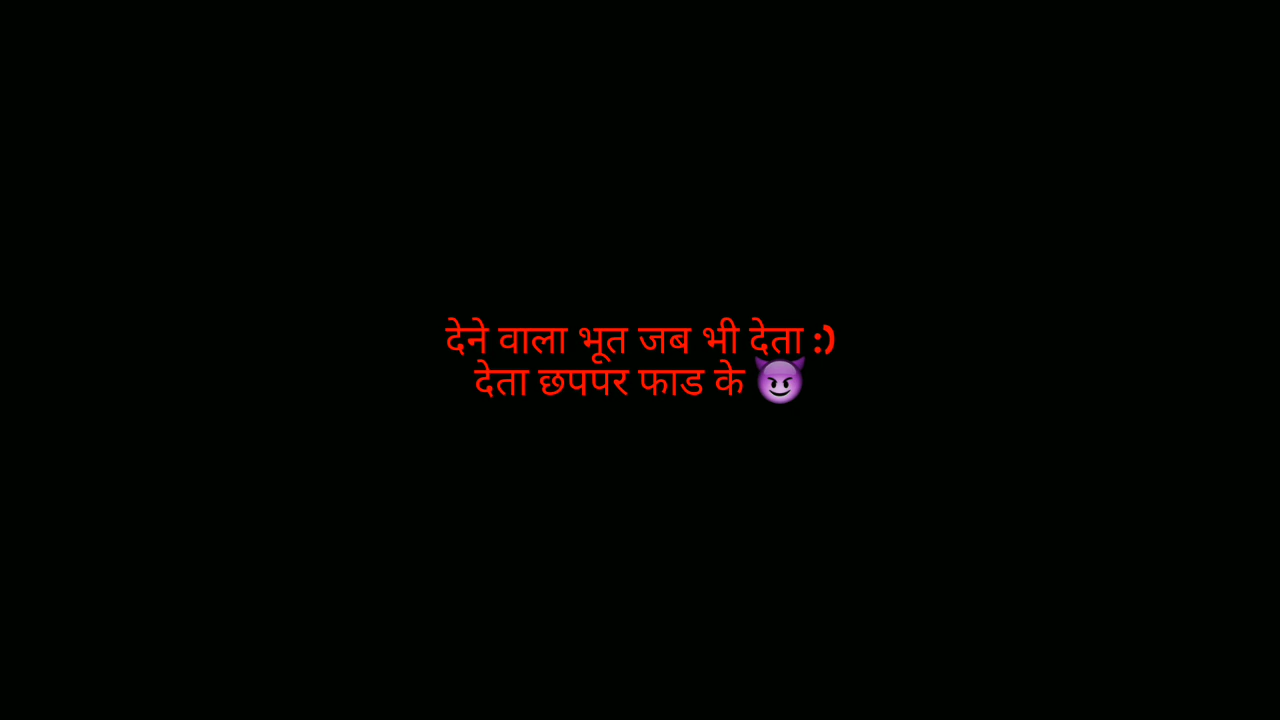 देने वाला भूत जब भी देता :)
देता छपपर फाड के 😈